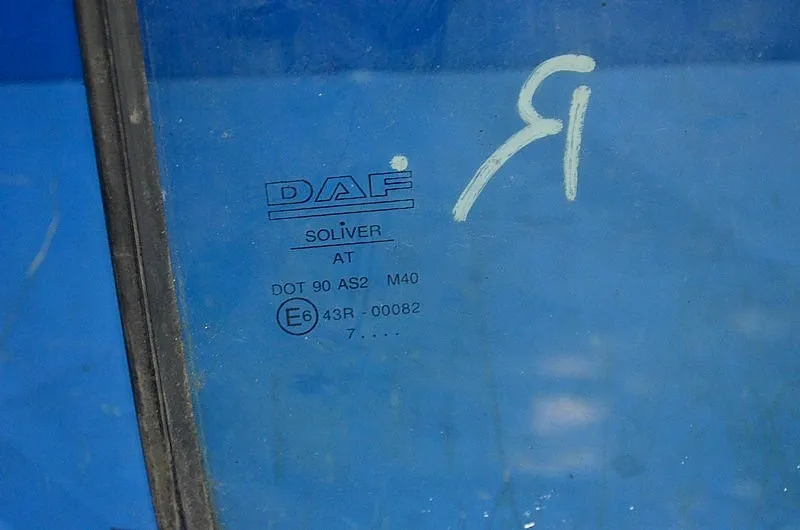 Я
DAF
SOLIVER
AT
DOT 90 AS2 M40
E6 43R - 00082
7....